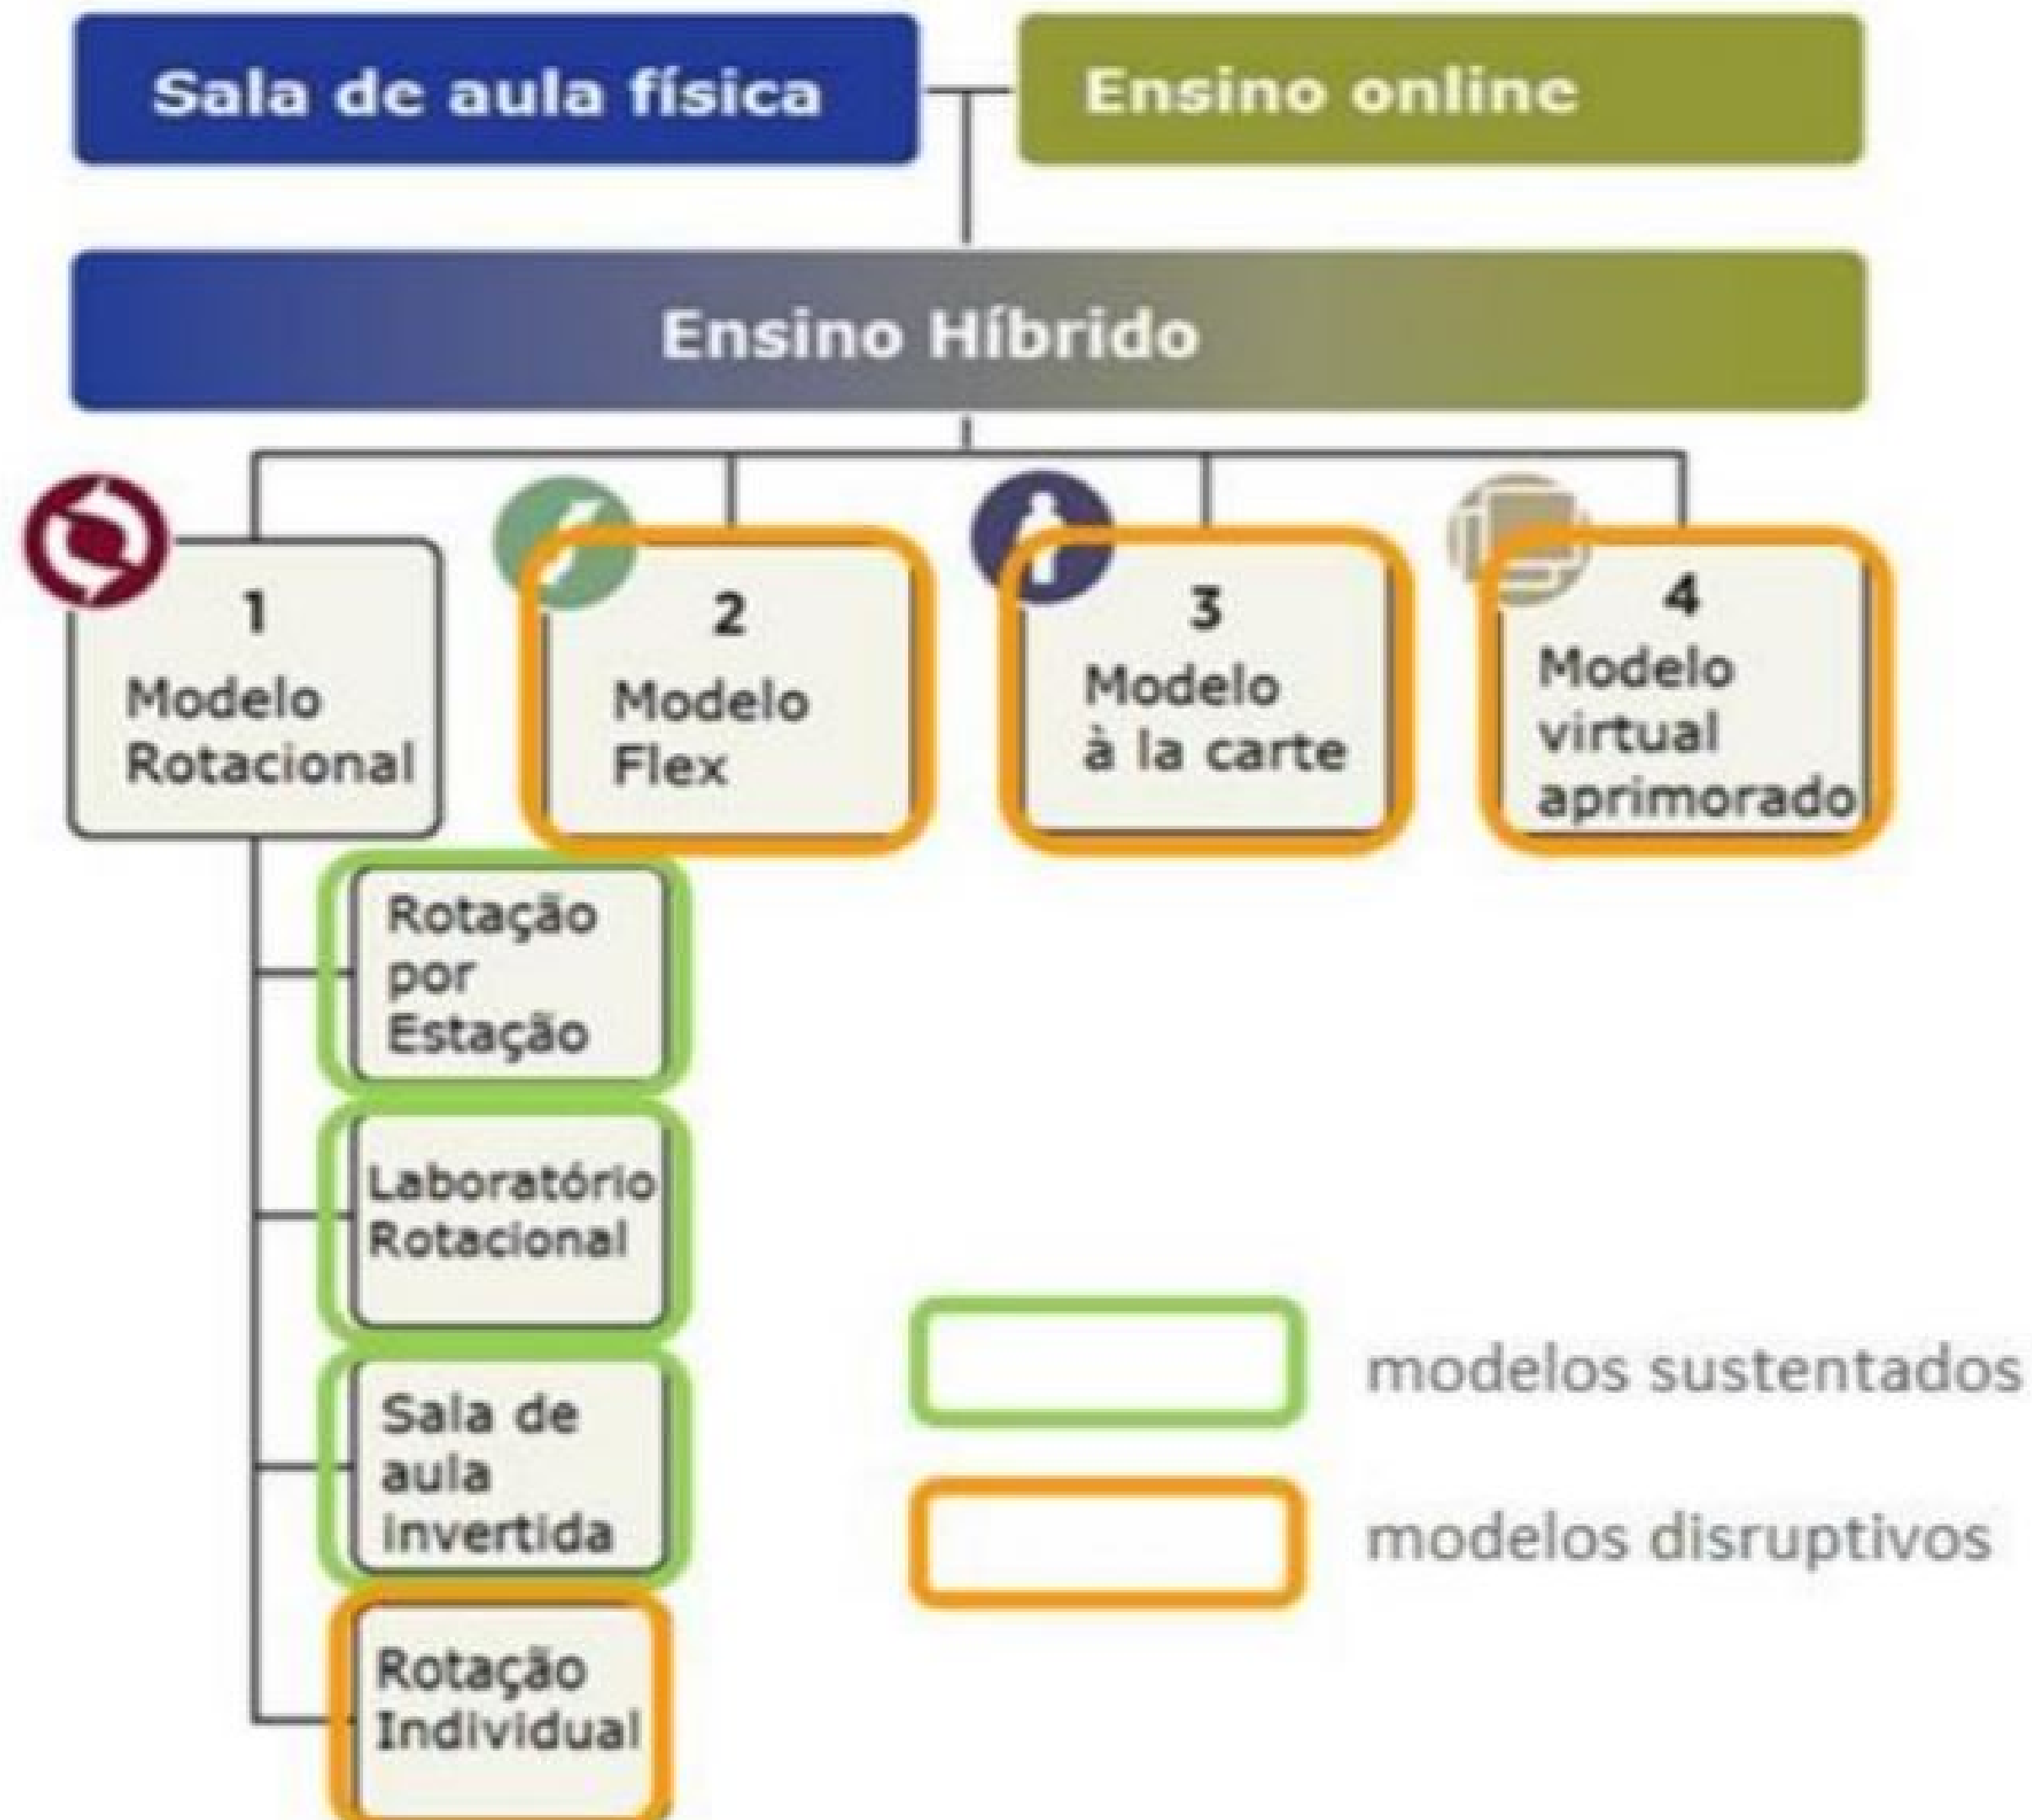 Sala de aula física
Ensino online
Ensino Híbrido
1
Modelo
Rotacional
2
Modelo
Flex
3
Modelo
à la carte
4
Modelo
virtual
aprimorado
Rotação
por
Estação
Laboratório
Rotacional
Sala de
aula
invertida
Rotação
Individual
modelos sustentados
modelos disruptivos